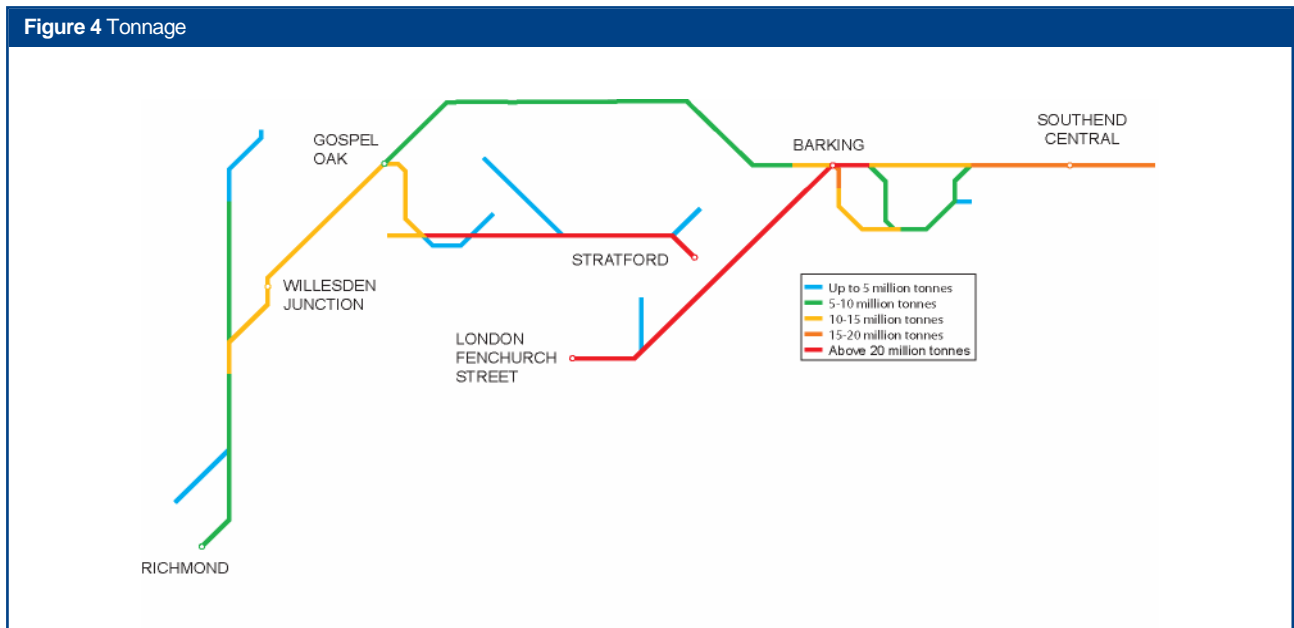 Figure 4 Tonnage
SOUTHEND
CENTRAL
GOSPEL
OAK
BARKING
STRATFORD
WILLESDEN
JUNCTION
Up to 5 million tonnes
5-10 million tonnes
10-15 million tonnes
15-20 million tonnes
Above 20 million tonnes
LONDON
FENCHURCH
STREET
RICHMOND